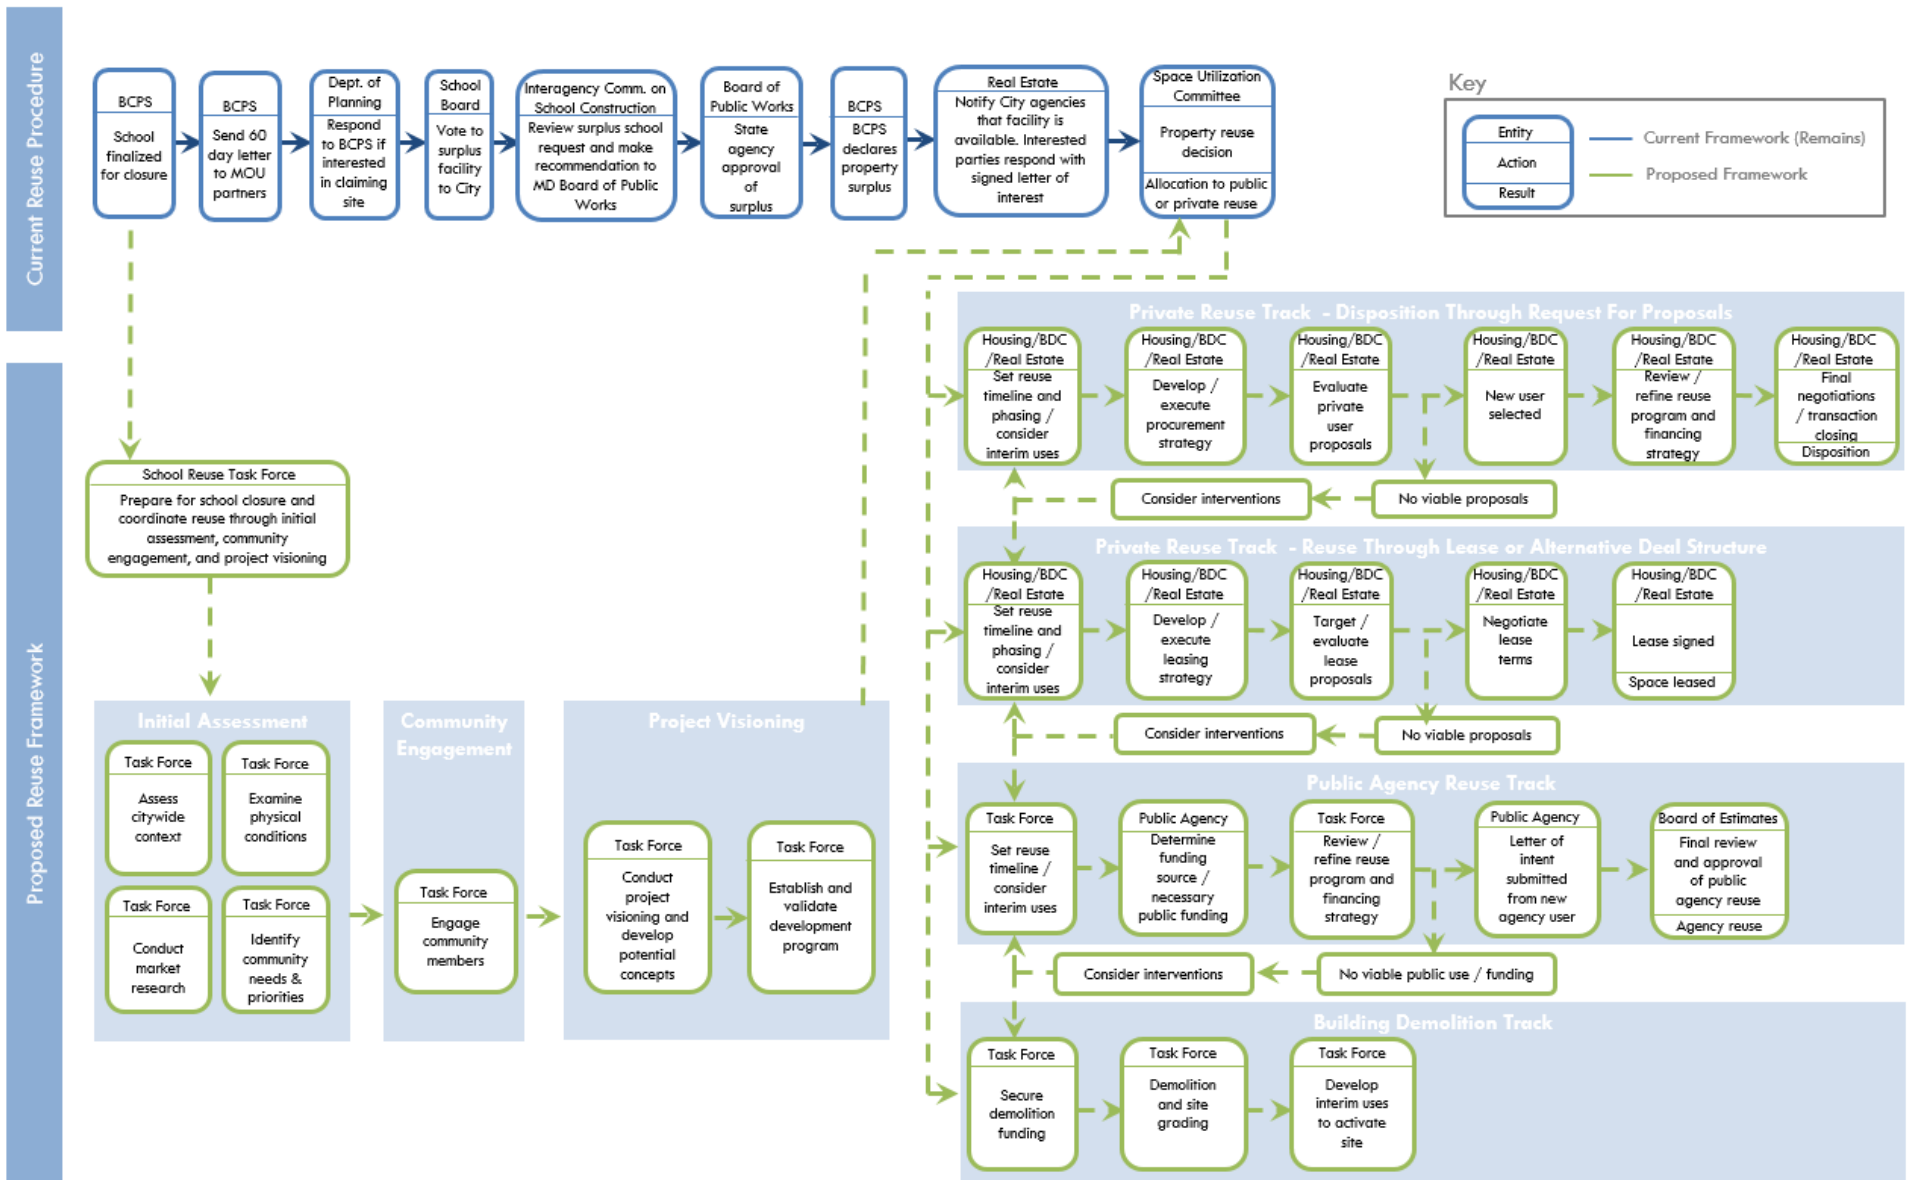 Current Reuse Procedure
BCPS
School
finalized
for closure
BCPS
Send 60
day letter
to MOU
partners
Dept. of
Planning
Respond
to BCPS if
interested
in claiming
site
School
Board
Vote to
surplus
facility
to City
Interagency Comm. on
School Construction
Review surplus school
request and make
recommendation to
MD Board of Public
Works
Board of
Public Works
State
agency
approval
of
surplus
BCPS
BCPS
declares
property
surplus
Real Estate
Notify City agencies
that facility is
available. Interested
parties respond with
signed letter of
interest
Space Utilization
Committee
Property reuse
decision
Allocation to public
or private reuse
Key
Entity
Action
Result
Current Framework (Remains)
Proposed Framework
Proposed Reuse Framework
School Reuse Task Force
Prepare for school closure and
coordinate reuse through initial
assessment, community
engagement, and project visioning
Initial Assessment
Task Force
Assess
citywide
context
Task Force
Examine
physical
conditions
Task Force
Conduct
market
research
Task Force
Identify
community
needs &
priorities
Community
Engagement
Task Force
Engage
community
members
Project Visioning
Task Force
Conduct
project
visioning and
develop
potential
concepts
Task Force
Establish and
validate
development
program
Private Reuse Track - Disposition Through Request For Proposals
Housing/BDC
/Real Estate
Set reuse
timeline and
phasing /
consider
interim uses
Housing/BDC
/Real Estate
Develop /
execute
procurement
strategy
Housing/BDC
/Real Estate
Evaluate
private
user
proposals
Housing/BDC
/Real Estate
New user
selected
Housing/BDC
/Real Estate
Review /
refine reuse
program and
financing
strategy
Housing/BDC
/Real Estate
Final
negotiations
/ transaction
closing
Disposition
Consider interventions
No viable proposals
Private Reuse Track - Reuse Through Lease or Alternative Deal Structure
Housing/BDC
/Real Estate
Set reuse
timeline and
phasing /
consider
interim uses
Housing/BDC
/Real Estate
Develop /
execute
leasing
strategy
Housing/BDC
/Real Estate
Target /
evaluate
lease
proposals
Housing/BDC
/Real Estate
Negotiate
lease
terms
Housing/BDC
/Real Estate
Lease signed
Space leased
Consider interventions
No viable proposals
Public Agency Reuse Track
Task Force
Set reuse
timeline /
consider
interim uses
Public Agency
Determine
funding
source /
necessary
public funding
Task Force
Review /
refine reuse
program and
financing
strategy
Public Agency
Letter of
intent
submitted
from new
agency user
Board of Estimates
Final review
and approval
of public
agency reuse
Agency reuse
Consider interventions
No viable public use / funding
Building Demolition Track
Task Force
Secure
demolition
funding
Task Force
Demolition
and site
grading
Task Force
Develop
interim uses
to activate
site